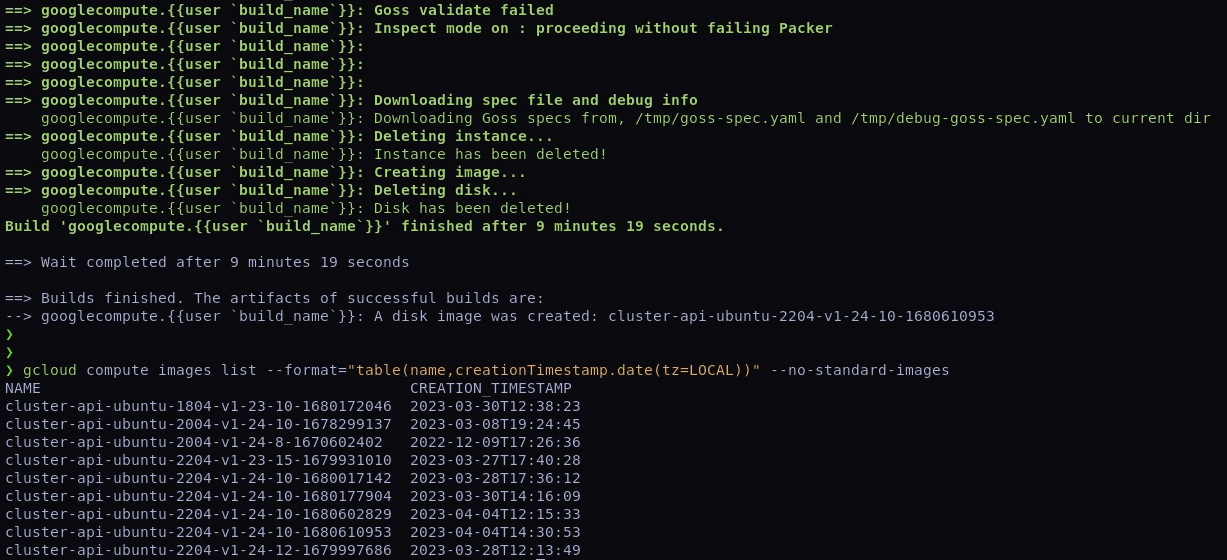 ==> googlecompute.{{user `build_name`}}: Goss validate failed
==> googlecompute.{{user `build_name`}}: Inspect mode on : proceeding without failing Packer
==> googlecompute.{{user `build_name`}}:
==> googlecompute.{{user `build_name`}}:
==> googlecompute.{{user `build_name`}}:
==> googlecompute.{{user `build_name`}}: Downloading spec file and debug info
    googlecompute.{{user `build_name`}}: Downloading Goss specs from, /tmp/goss-spec.yaml and /tmp/debug-goss-spec.yaml to current dir
==> googlecompute.{{user `build_name`}}: Deleting instance...
    googlecompute.{{user `build_name`}}: Instance has been deleted!
==> googlecompute.{{user `build_name`}}: Creating image...
==> googlecompute.{{user `build_name`}}: Deleting disk...
    googlecompute.{{user `build_name`}}: Disk has been deleted!
Build 'googlecompute.{{user `build_name`}}' finished after 9 minutes 19 seconds.

==> Wait completed after 9 minutes 19 seconds

==> Builds finished. The artifacts of successful builds are:
--> googlecompute.{{user `build_name`}}: A disk image was created: cluster-api-ubuntu-2204-v1-24-10-1680610953
❯
❯
❯ gcloud compute images list --format="table(name,creationTimestamp.date(tz=LOCAL))" --no-standard-images
NAME                                         CREATION_TIMESTAMP
cluster-api-ubuntu-1804-v1-23-10-1680172046  2023-03-30T12:38:23
cluster-api-ubuntu-2004-v1-24-10-1678299137  2023-03-08T19:24:45
cluster-api-ubuntu-2004-v1-24-8-1670602402   2022-12-09T17:26:36
cluster-api-ubuntu-2204-v1-23-15-1679931010  2023-03-27T17:40:28
cluster-api-ubuntu-2204-v1-24-10-1680017142  2023-03-28T17:36:12
cluster-api-ubuntu-2204-v1-24-10-1680177904  2023-03-30T14:16:09
cluster-api-ubuntu-2204-v1-24-10-1680602829  2023-04-04T12:15:33
cluster-api-ubuntu-2204-v1-24-10-1680610953  2023-04-04T14:30:53
cluster-api-ubuntu-2204-v1-24-12-1679997686  2023-03-28T12:13:49